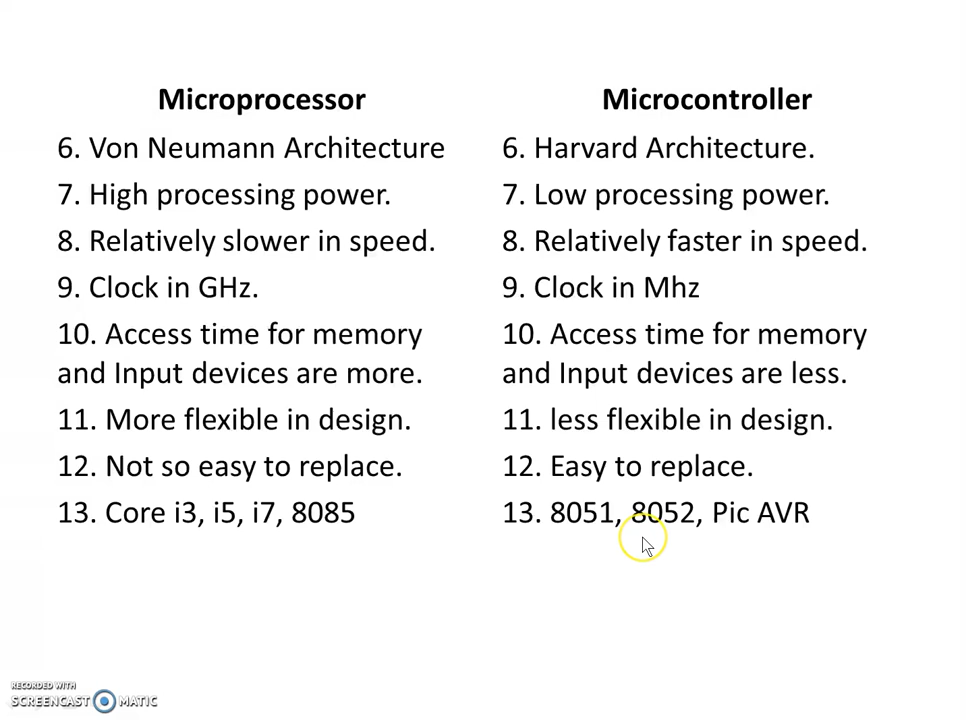 Microprocessor
6. Von Neumann Architecture
7. High processing power.
8. Relatively slower in speed.
9. Clock in GHz.
10. Access time for memory
and Input devices are more.
11. More flexible in design.
12. Not so easy to replace.
13. Core i3, i5, i7, 8085
Microcontroller
6. Harvard Architecture.
7. Low processing power.
8. Relatively faster in speed.
9. Clock in Mhz
10. Access time for memory
and Input devices are less.
11. less flexible in design.
12. Easy to replace.
13. 8051, 8052, Pic AVR
RECORDED WITH
SCREENCAST MATIC